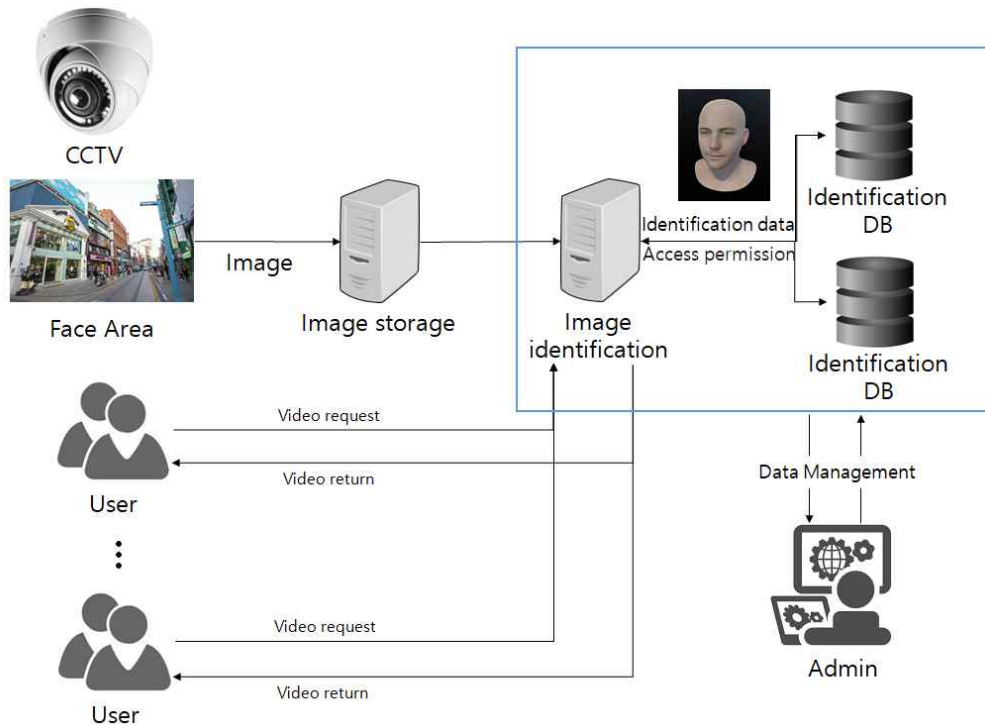 CCTV
Face Area
Image
Image storage
Image
identification
Identification data
Access permission
Identification
DB
Identification
DB
Video request
Video return
User
Data Management
Admin
Video request
Video return
User